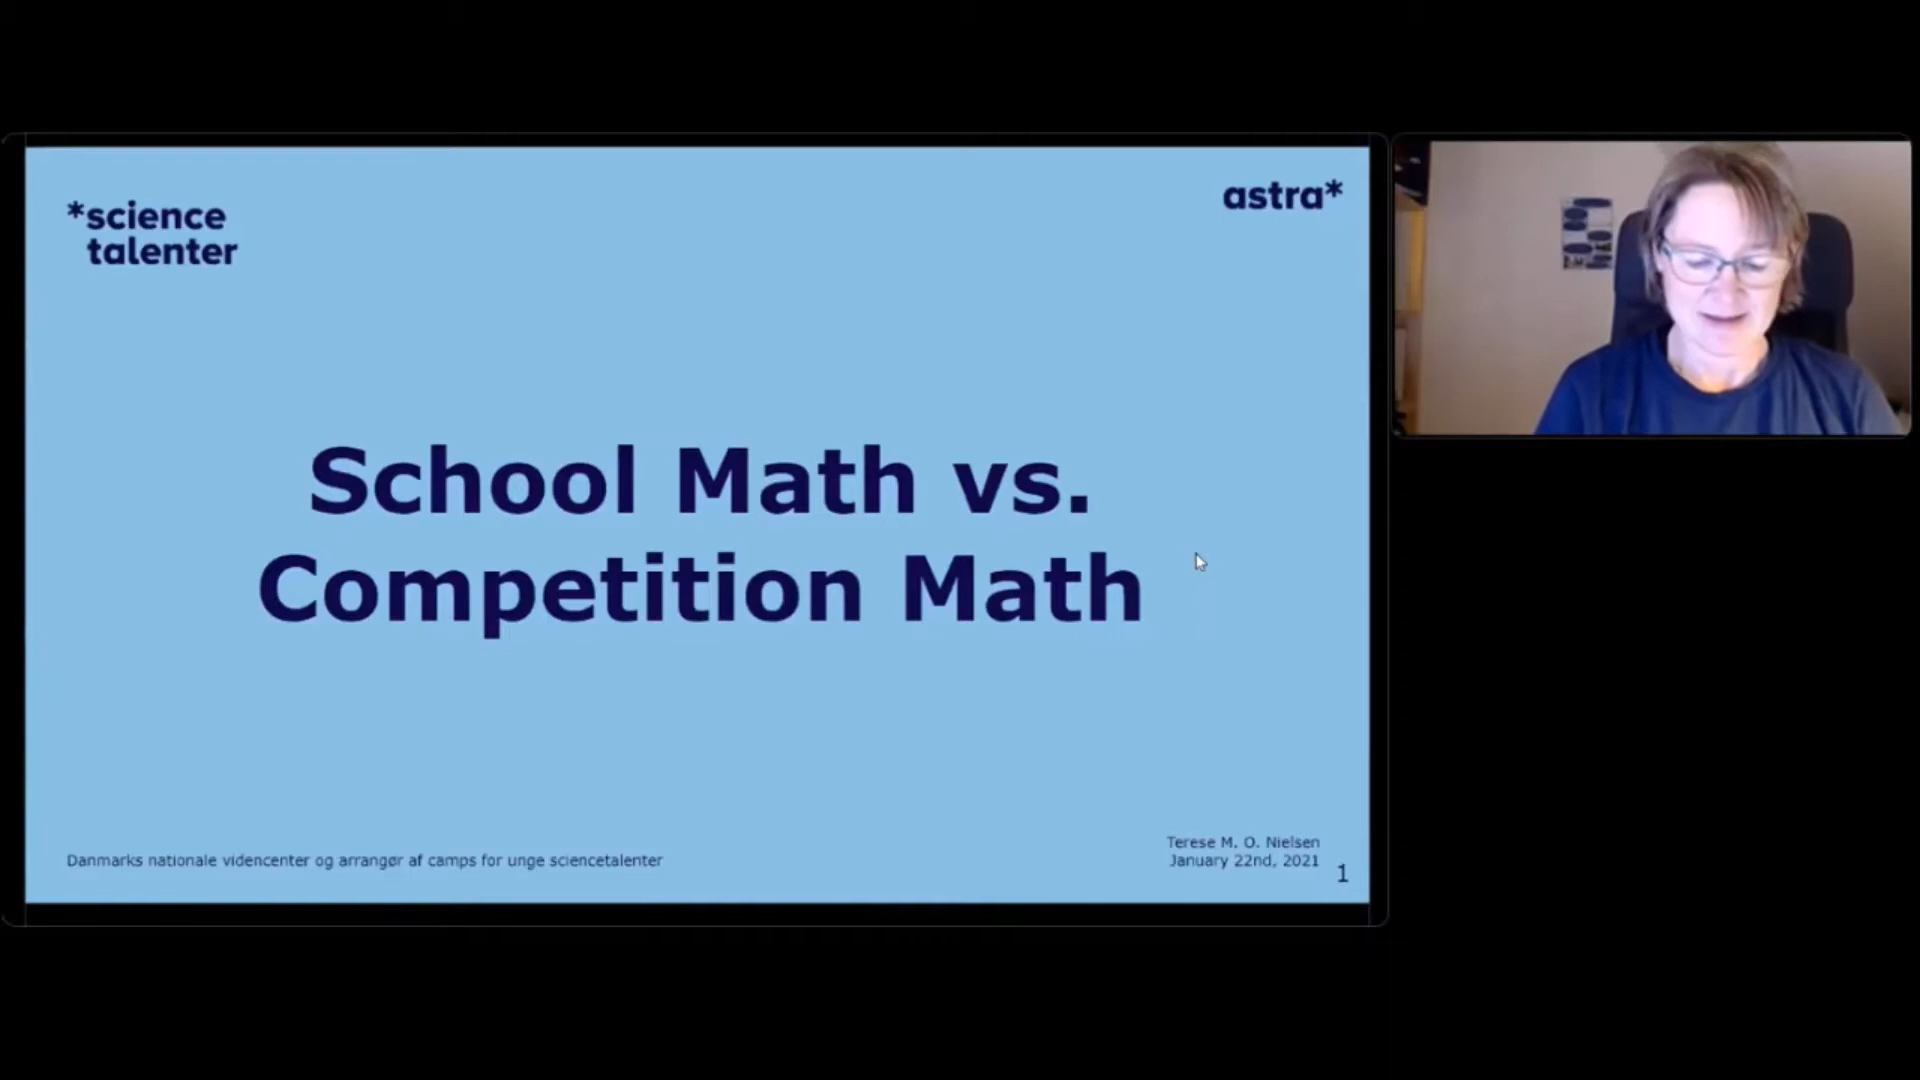 *science
talenter
astra*
School Math vs.
Competition Math
Danmarks nationale videncenter og arrangør af camps for unge sciencetalenter
Terese M. O. Nielsen
January 22nd, 2021
1